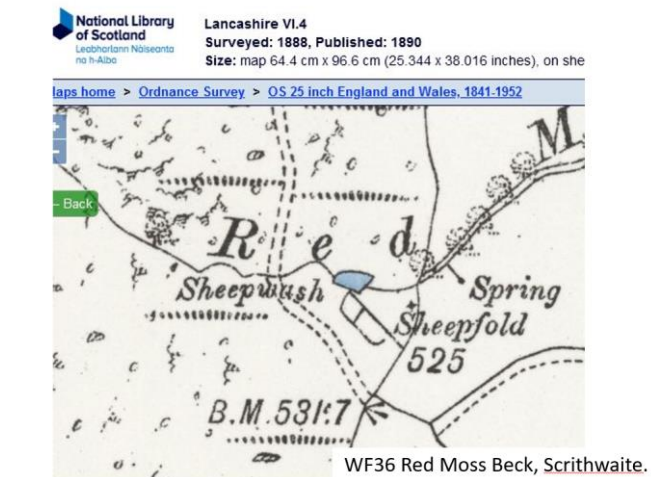 National Library
of Scotland
Leabharlann Nàiseanta
na h-Alba
Lancashire VI.4
Surveyed: 1888, Published: 1890
Size: map 64.4 cm x 96.6 cm (25.344 x 38.016 inches), on she
laps home > Ordnance Survey > OS 25 inch England and Wales, 1841-1952
+
−
Back
M
Red
Sheepwash
Spring
Sheepfold
525
B.M. 531.7
WF36 Red Moss Beck, Scrithwaite.